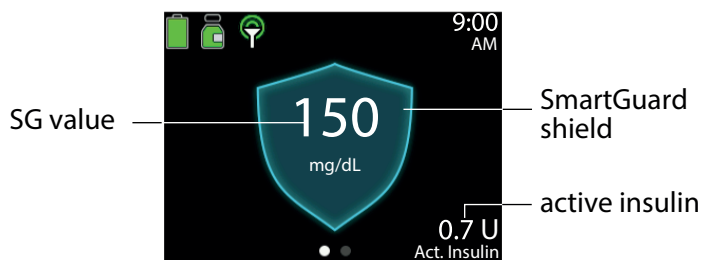 9:00
AM
SG value
150
mg/dL
SmartGuard
shield
active insulin
0.7 U
Act. Insulin